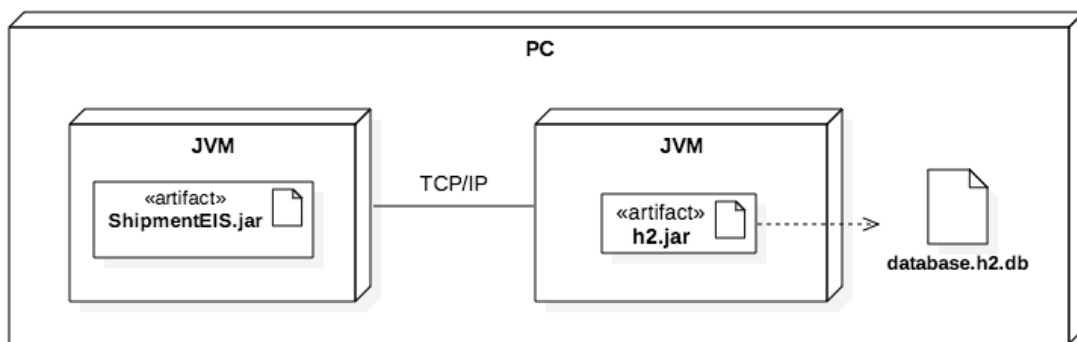 PC
JVM
«artifact»
ShipmentEIS.jar
TCP/IP
JVM
«artifact»
h2.jar
database.h2.db